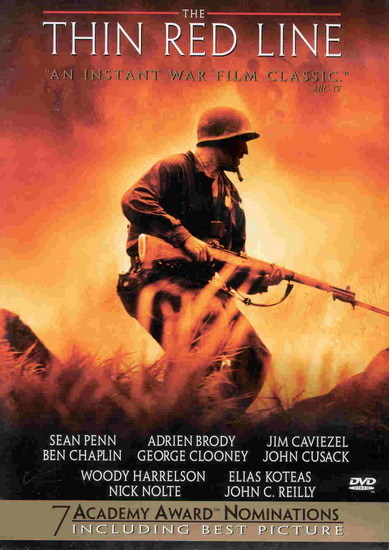 THE
THIN RED LINE
"AN INSTANT WAR FILM CLASSIC."
ABC-TV
SEAN PENN ADRIEN BRODY JIM CAVIEZEL
BEN CHAPLIN GEORGE CLOONEY JOHN CUSACK
WOODY HARRELSON ELIAS KOTEAS
NICK NOLTE JOHN C. REILLY
DVD
VIDEO
7 ACADEMY AWARD™ NOMINATIONS
INCLUDING BEST PICTURE